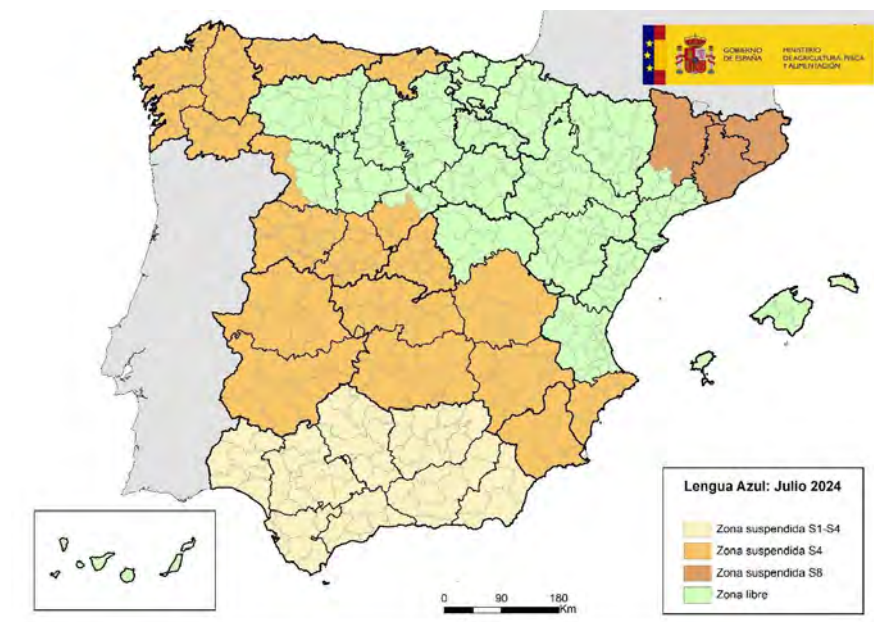 GOBIERNO
DE ESPAÑA
MINISTERIO
DE AGRICULTURA, PESCA
Y ALIMENTACIÓN
Lengua Azul: Julio 2024
Zona suspendida S1-S4
Zona suspendida S4
Zona suspendida S8
Zona libre
0 90 180
Km